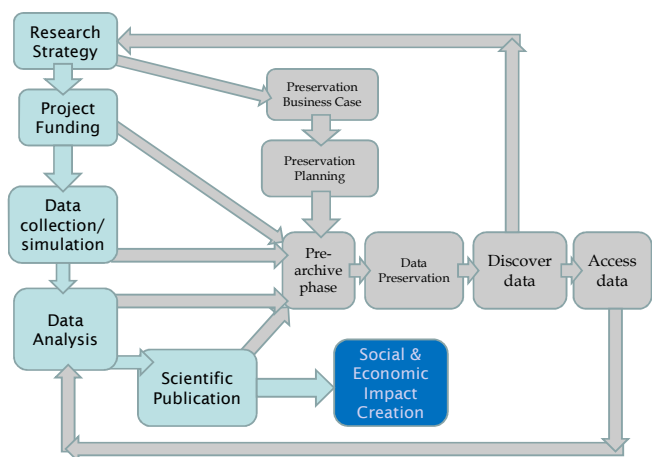 Research
Strategy
Preservation
Business Case
Project
Funding
Preservation
Planning
Data
collection/
simulation
Pre-
archive
phase
Data
Preservation
Discover
data
Access
data
Data
Analysis
Scientific
Publication
Social &
Economic
Impact
Creation